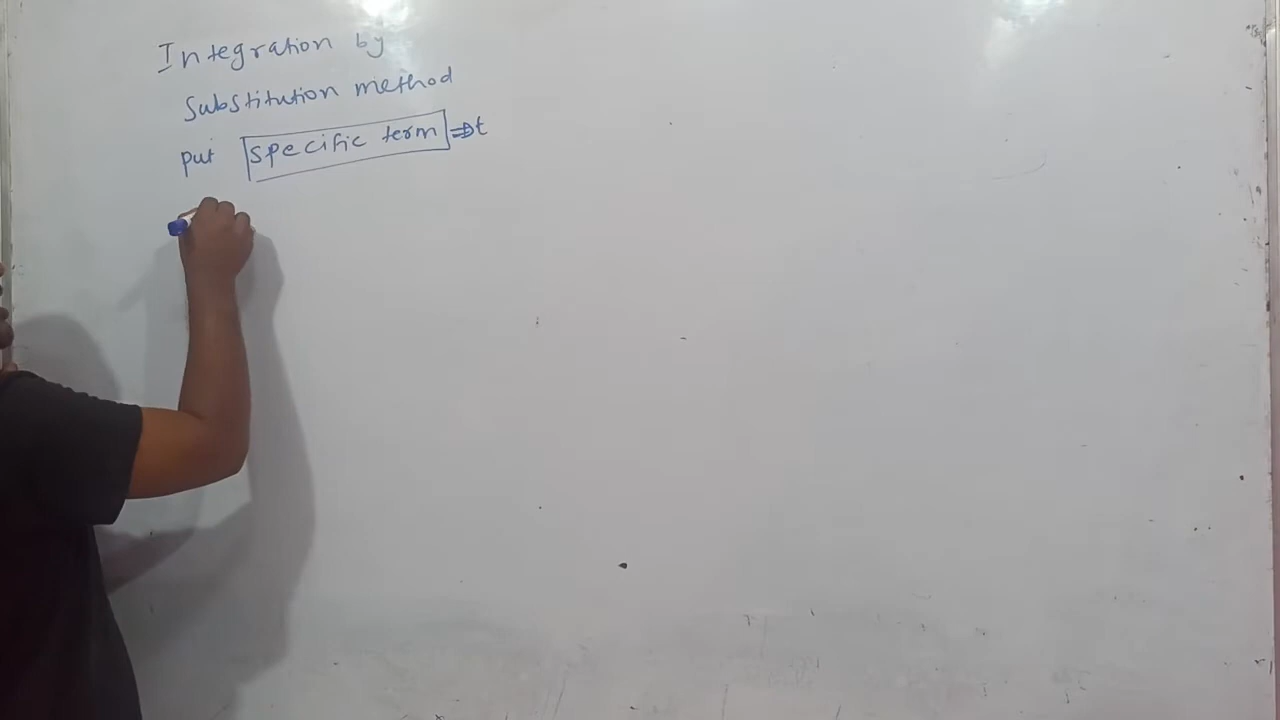 Integration by
Substitution method
put specific term ⇒ t